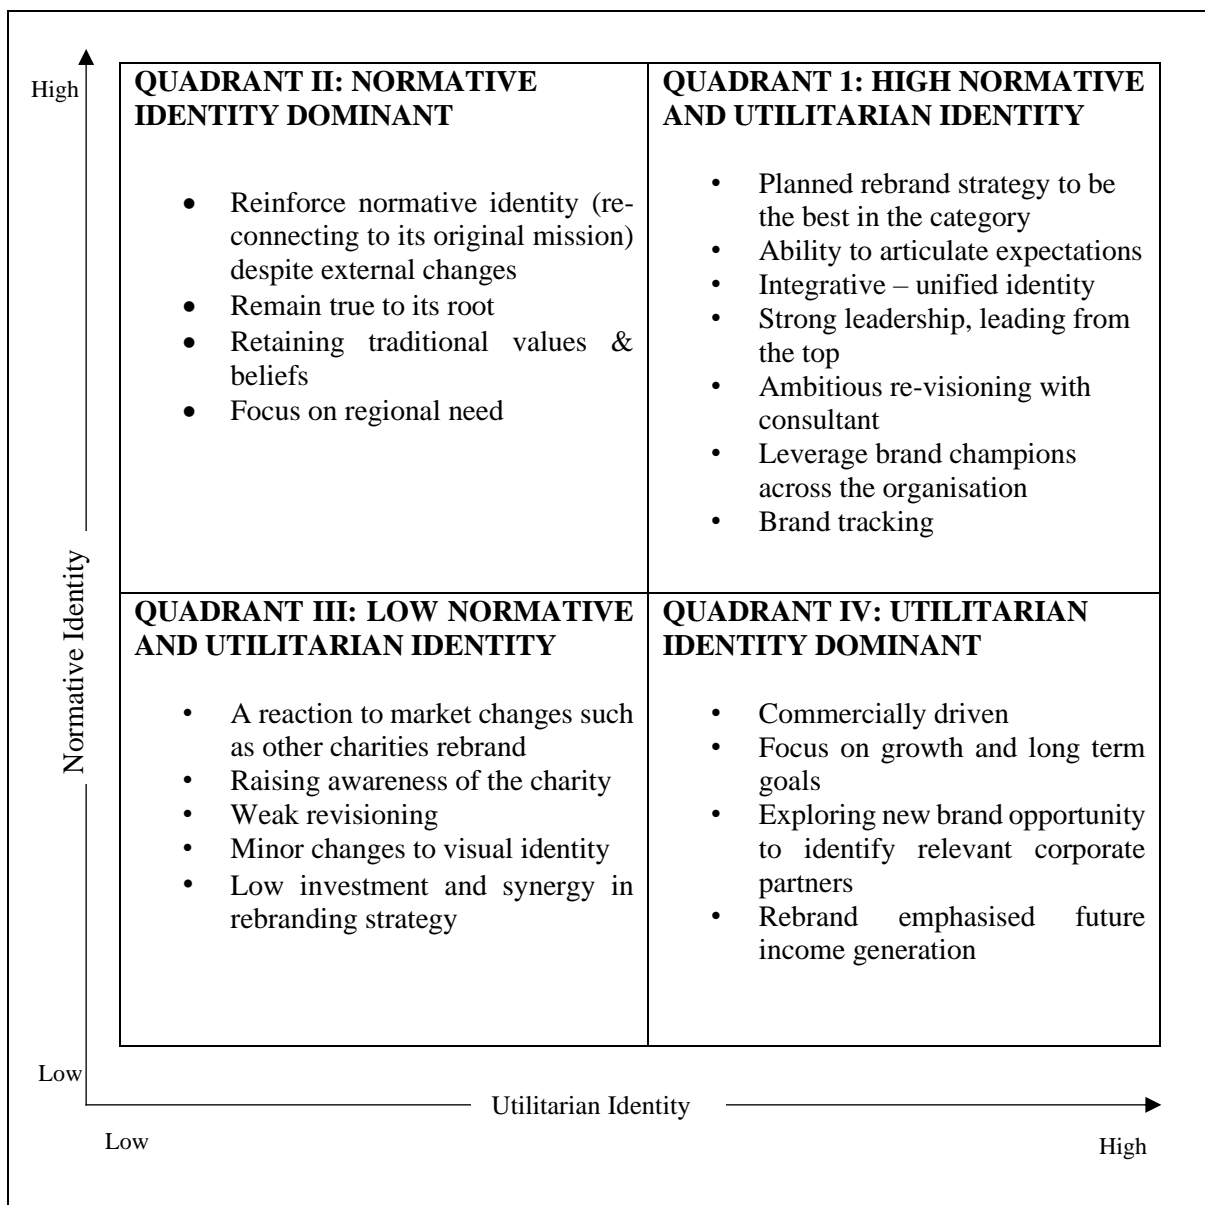 High
QUADRANT II: NORMATIVE
IDENTITY DOMINANT
• Reinforce normative identity (re-
connecting to its original mission)
despite external changes
• Remain true to its root
• Retaining traditional values &
beliefs
• Focus on regional need
QUADRANT 1: HIGH NORMATIVE
AND UTILITARIAN IDENTITY
• Planned rebrand strategy to be
the best in the category
• Ability to articulate expectations
• Integrative – unified identity
• Strong leadership, leading from
the top
• Ambitious re-visioning with
consultant
• Leverage brand champions
across the organisation
• Brand tracking
Normative Identity
QUADRANT III: LOW NORMATIVE
AND UTILITARIAN IDENTITY
• A reaction to market changes such
as other charities rebrand
• Raising awareness of the charity
• Weak revisioning
• Minor changes to visual identity
• Low investment and synergy in
rebranding strategy
QUADRANT IV: UTILITARIAN
IDENTITY DOMINANT
• Commercially driven
• Focus on growth and long term
goals
• Exploring new brand opportunity
to identify relevant corporate
partners
• Rebrand emphasised future
income generation
Low
Utilitarian Identity
Low
High